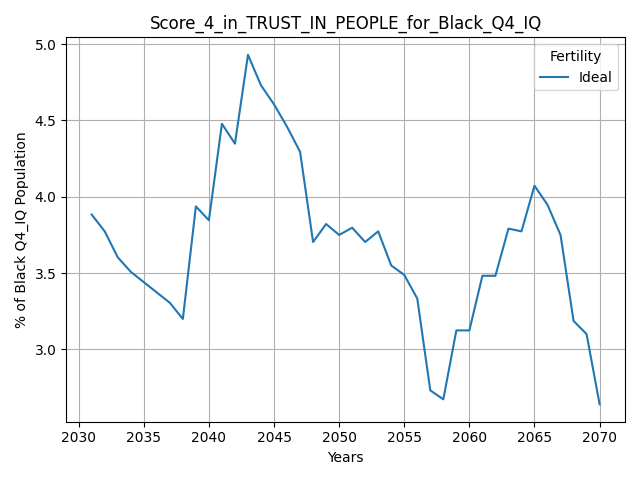 Score_4_in_TRUST_IN_PEOPLE_for_Black_Q4_IQ
Fertility
Ideal
% of Black Q4_IQ Population
5.0
4.5
4.0
3.5
3.0
2030 2035 2040 2045 2050 2055 2060 2065 2070
Years